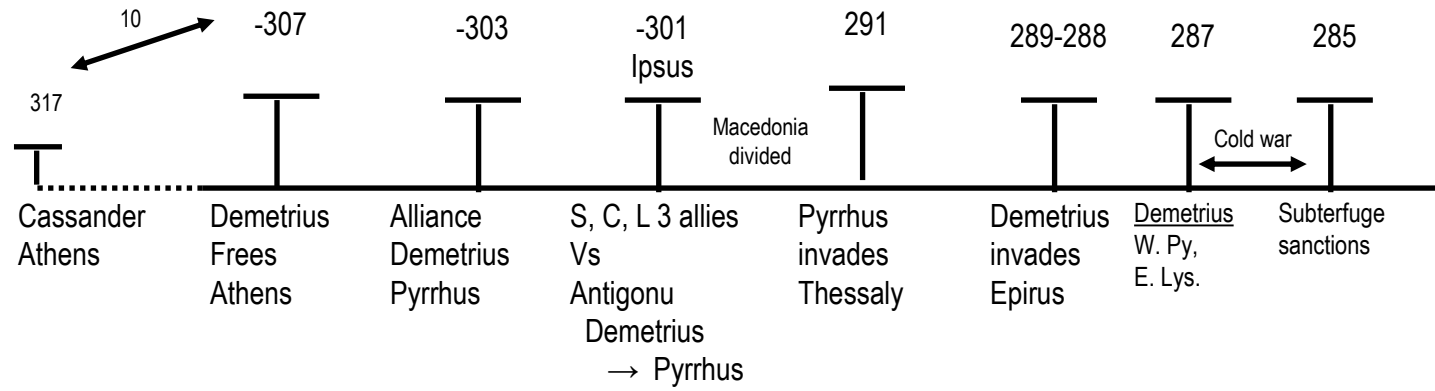 10
317
Cassander
Athens
-307
Demetrius
Frees
Athens
-303
Alliance
Demetrius
Pyrrhus
-301
Ipsus
S, C, L 3 allies
Vs
Antigonu
Demetrius
→ Pyrrhus
Macedonia
divided
291
Pyrrhus
invades
Thessaly
289-288
Demetrius
invades
Epirus
287
Demetrius
W. Py,
E. Lys.
Cold war
285
Subterfuge
sanctions